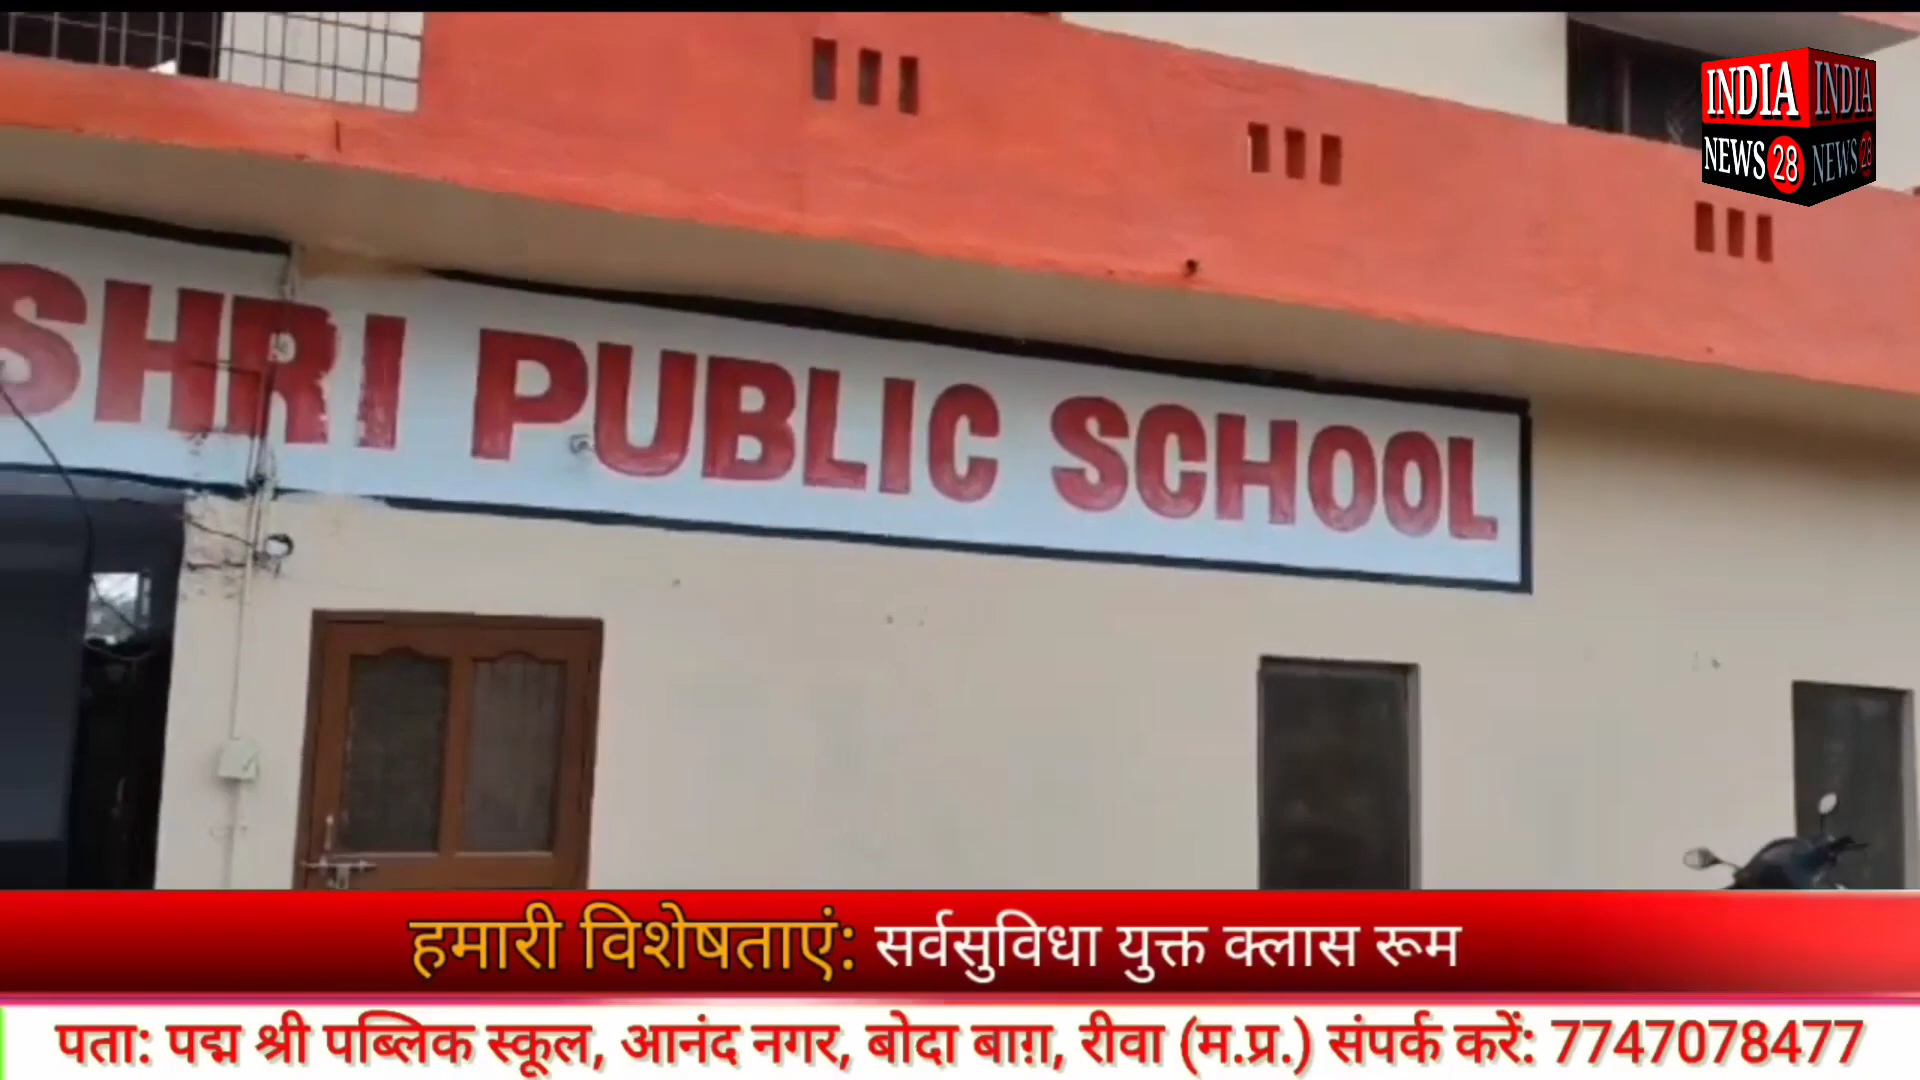 INDIA INDIA
NEWS 28 NEWS 28
SHRI PUBLIC SCHOOL
हमारी विशेषताएं: सर्वसुविधा युक्त क्लास रूम
पता: पद्म श्री पब्लिक स्कूल, आनंद नगर, बोदा बाग़, रीवा (म.प्र.) संपर्क करें: 7747078477